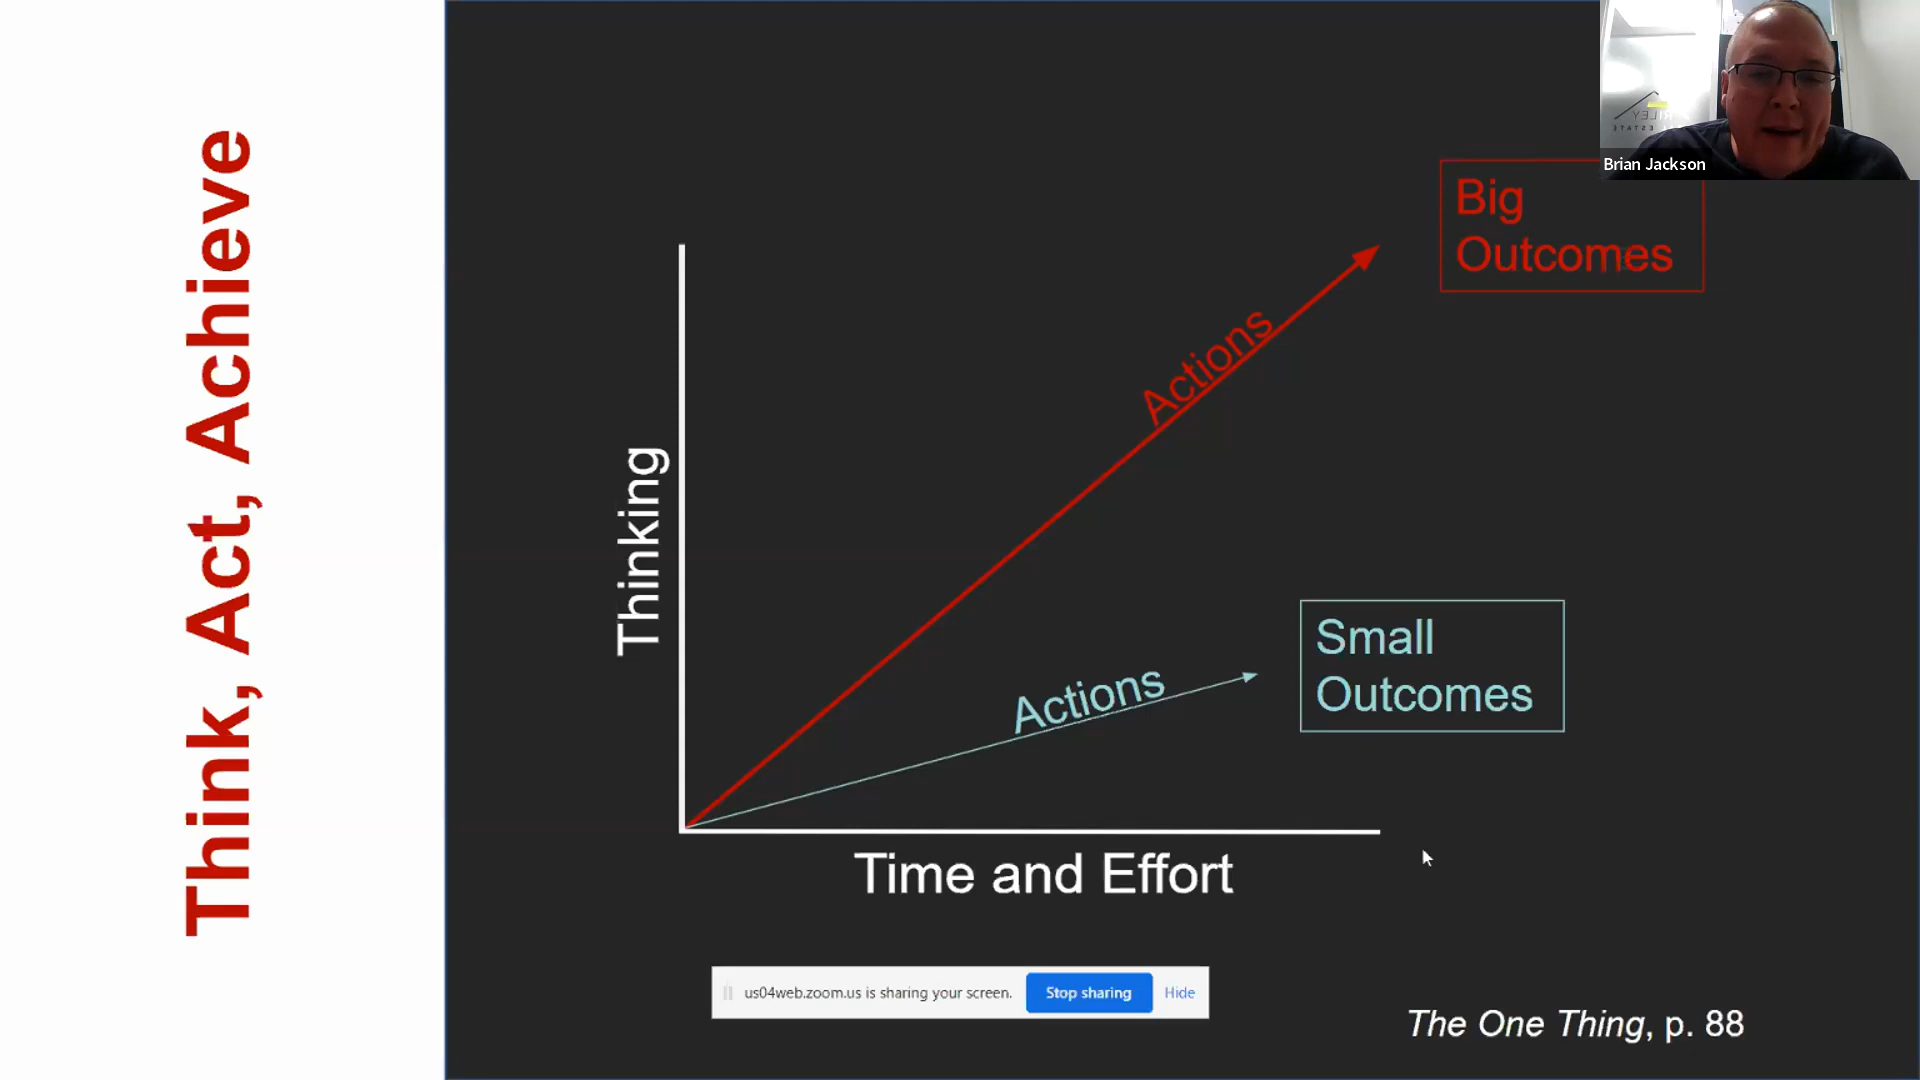 Think, Act, Achieve
Brian Jackson
Big
Outcomes
Actions
Thinking
Small
Outcomes
Actions
Time and Effort
us04web.zoom.us is sharing your screen.
Stop sharing
Hide
The One Thing, p. 88